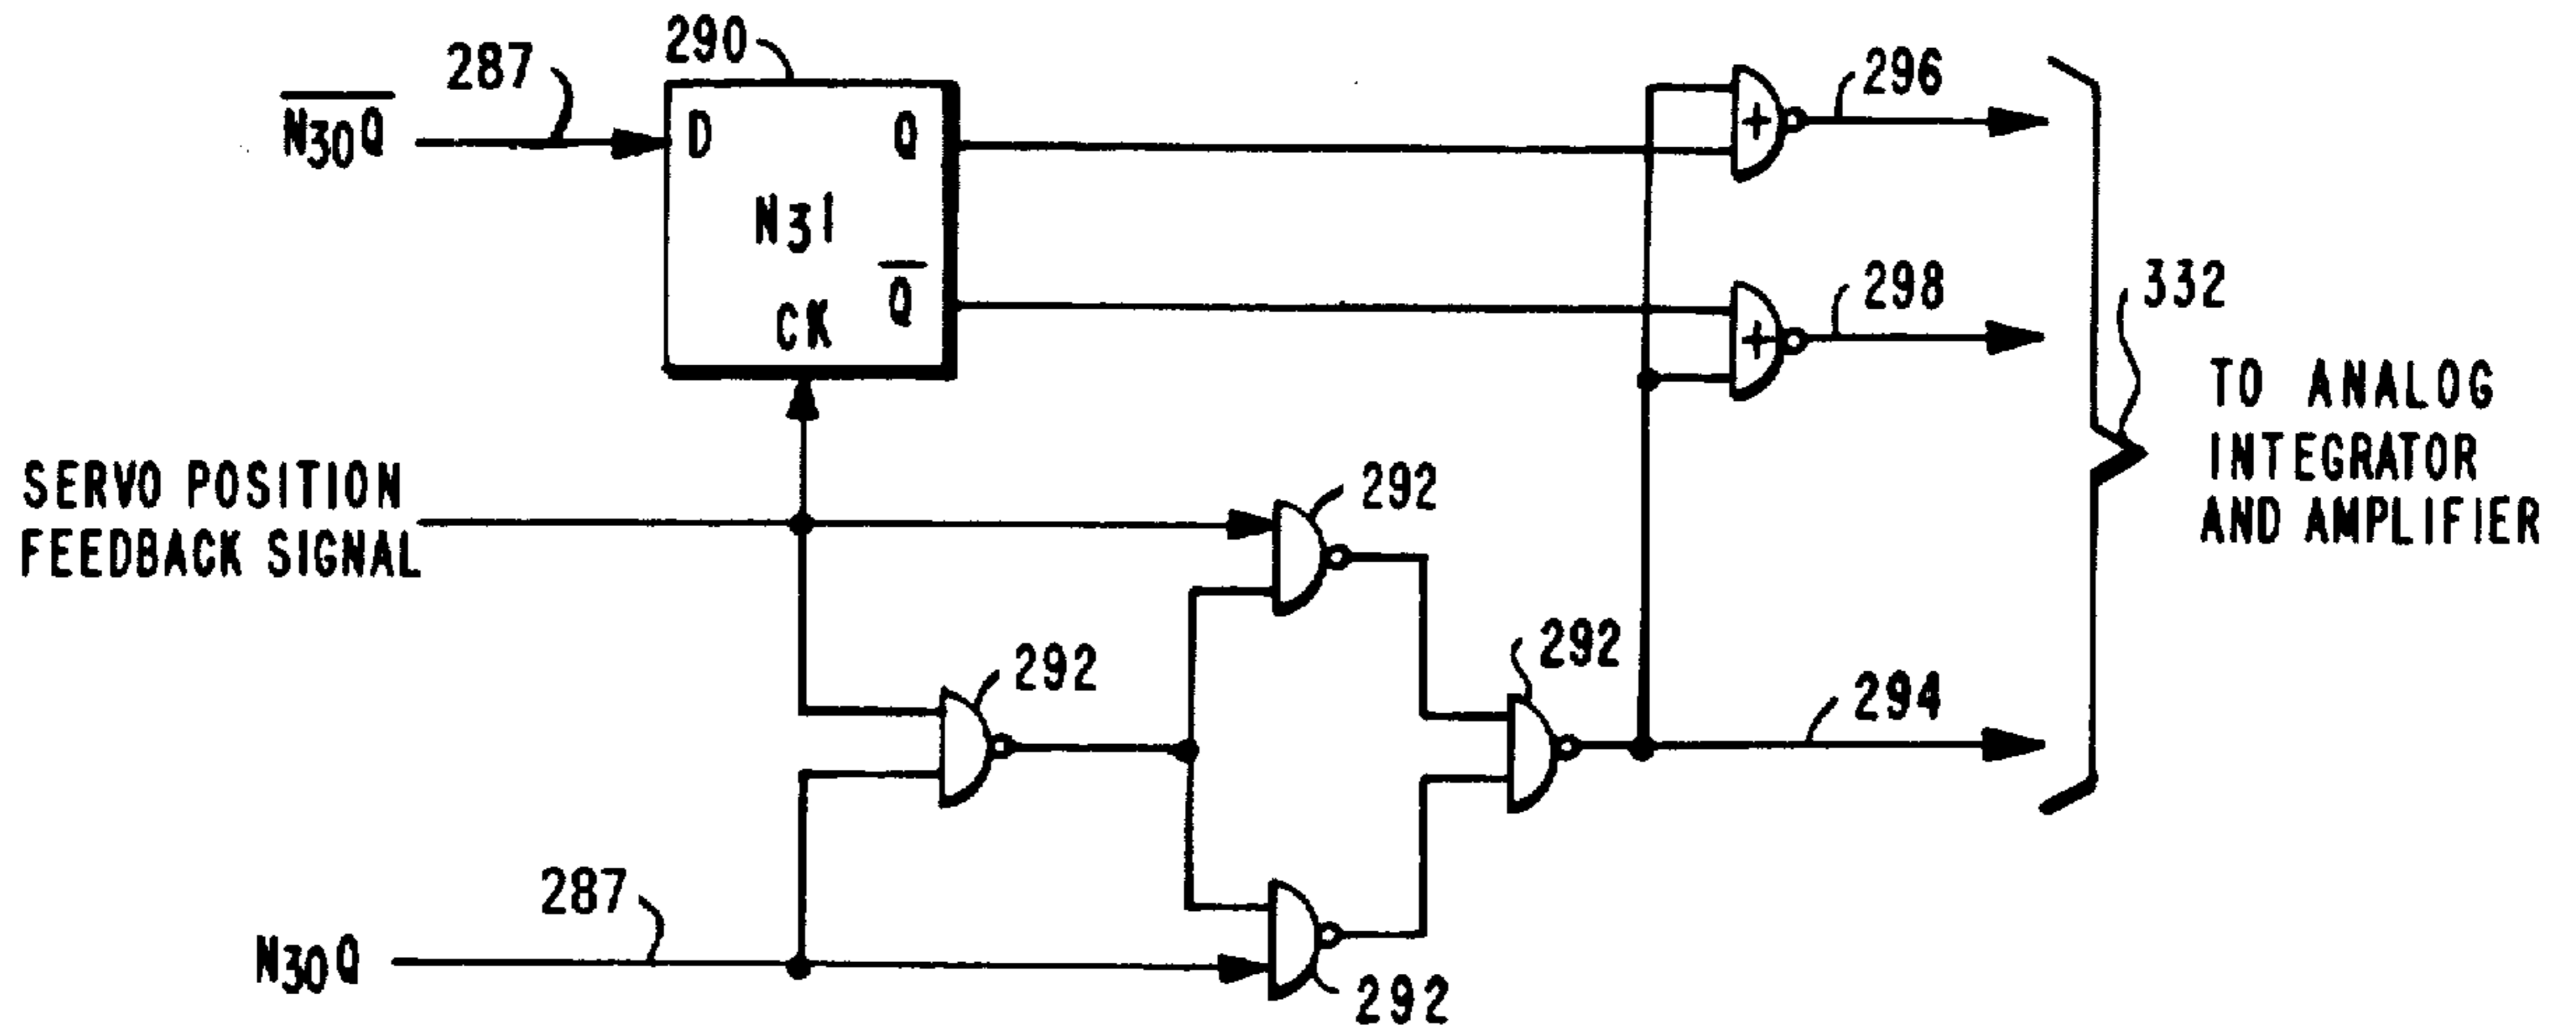 290
287
N30Q
D
Q
N31
Q
CK
+
296
+
298
332
TO ANALOG
INTEGRATOR
AND AMPLIFIER
SERVO POSITION
FEEDBACK SIGNAL
292
292
292
294
287
N30Q
292